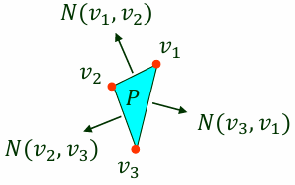 N(v₁, v₂)
v₁
v₂
P
N(v₃, v₁)
N(v₂, v₃)
v₃